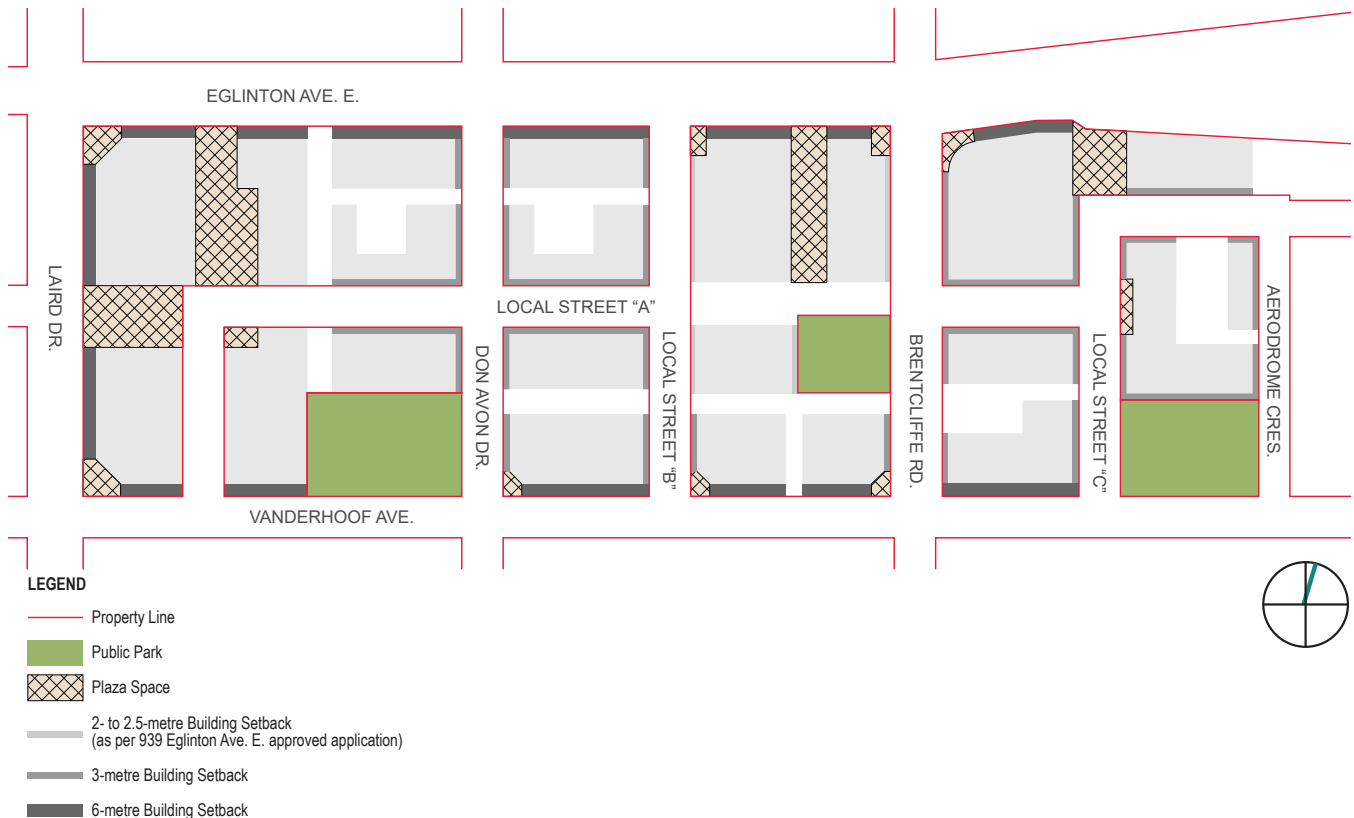 EGLINTON AVE. E.
LAIRD DR.
LOCAL STREET “A”
DON AVON DR.
LOCAL STREET “B”
BRENTCLIFFE RD.
LOCAL STREET “C”
AERODROME CRES.
VANDERHOOF AVE.
LEGEND
Property Line
Public Park
Plaza Space
2- to 2.5-metre Building Setback
(as per 939 Eglinton Ave. E. approved application)
3-metre Building Setback
6-metre Building Setback